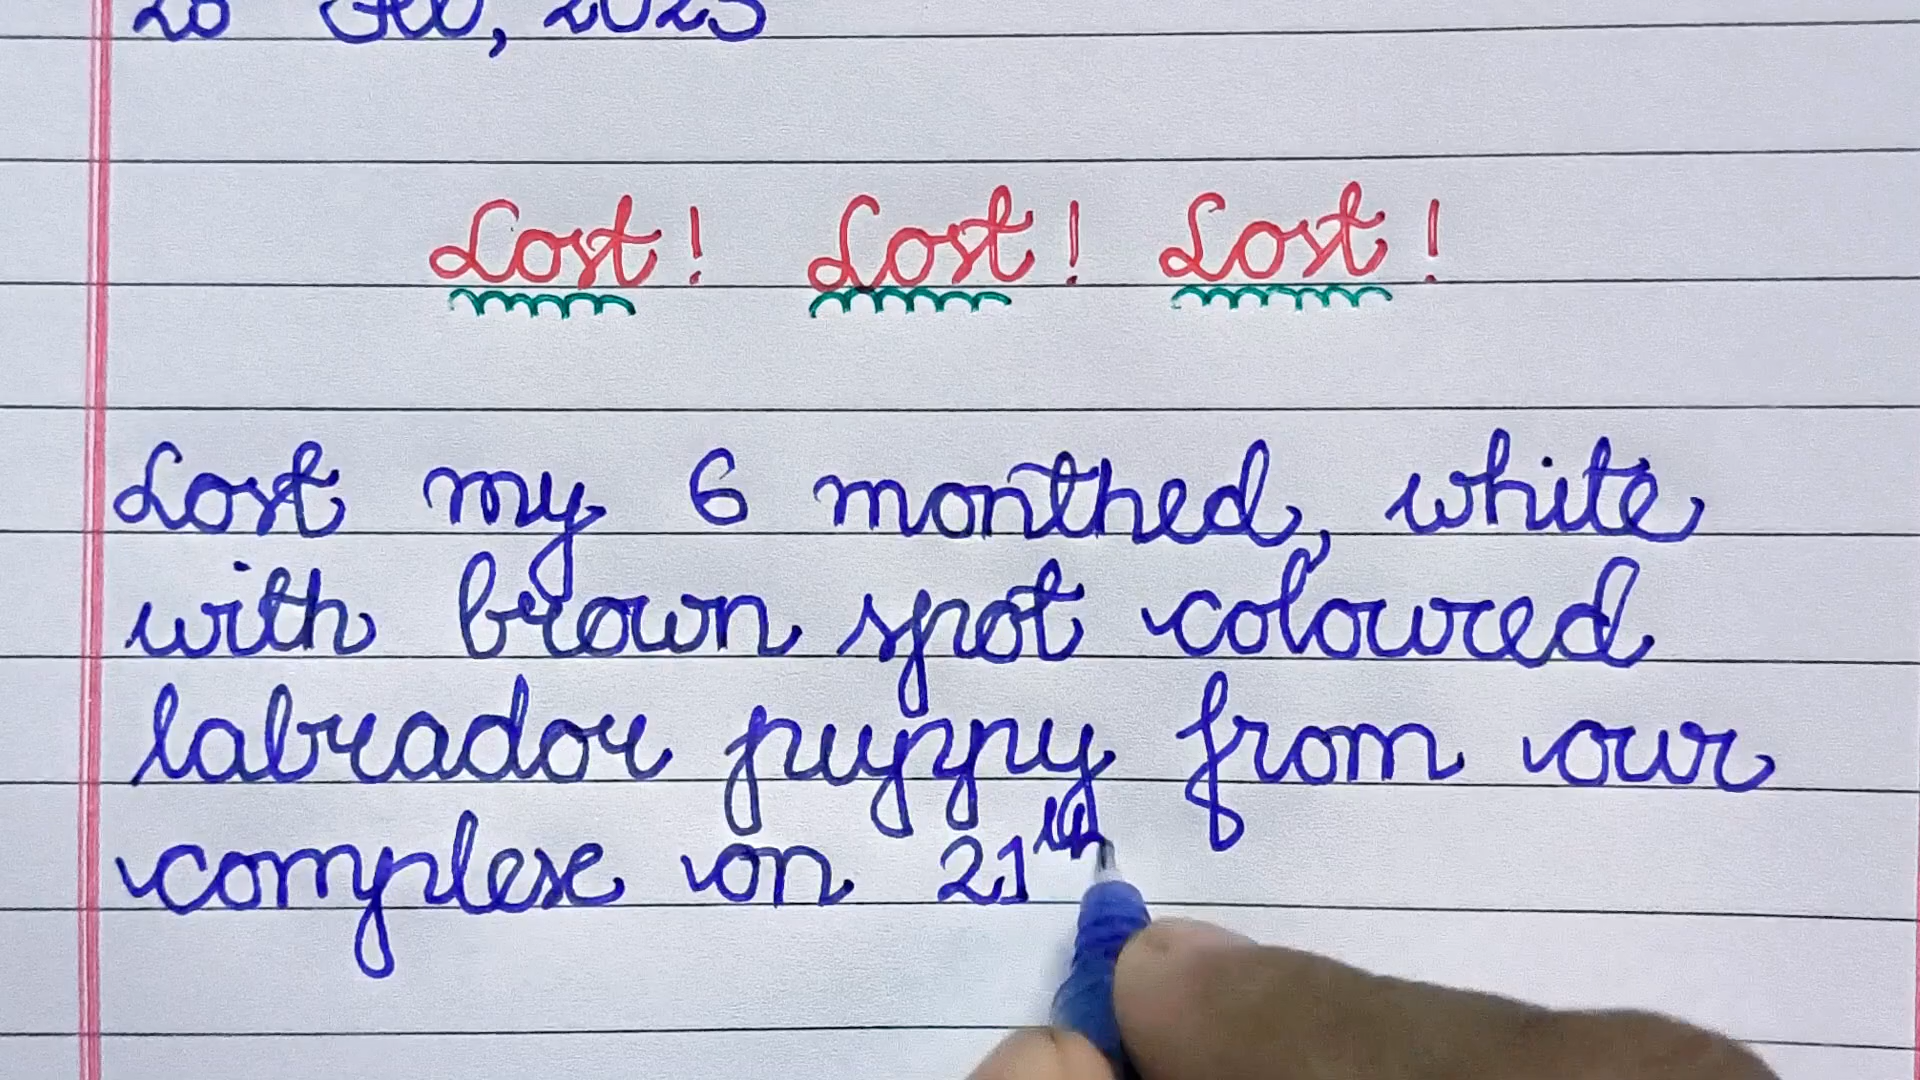 2023
Lost! Lost! Lost!
Lost my 6 monthed, white
with brown spot coloured
labrador puppy from our
complex on 21th